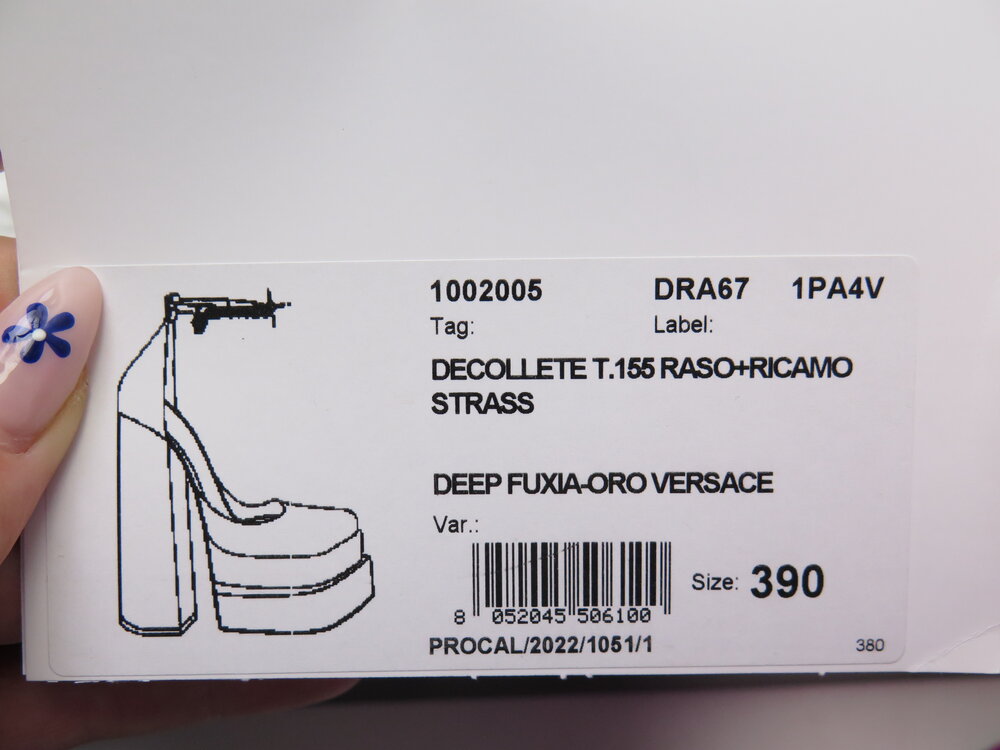 1002005 DRA67 1PA4V
Tag: Label:
DECOLLETE T.155 RASO+RICAMO
STRASS
DEEP FUXIA-ORO VERSACE
Var.:
Size: 390
8 052045 506100
PROCAL/2022/1051/1
380